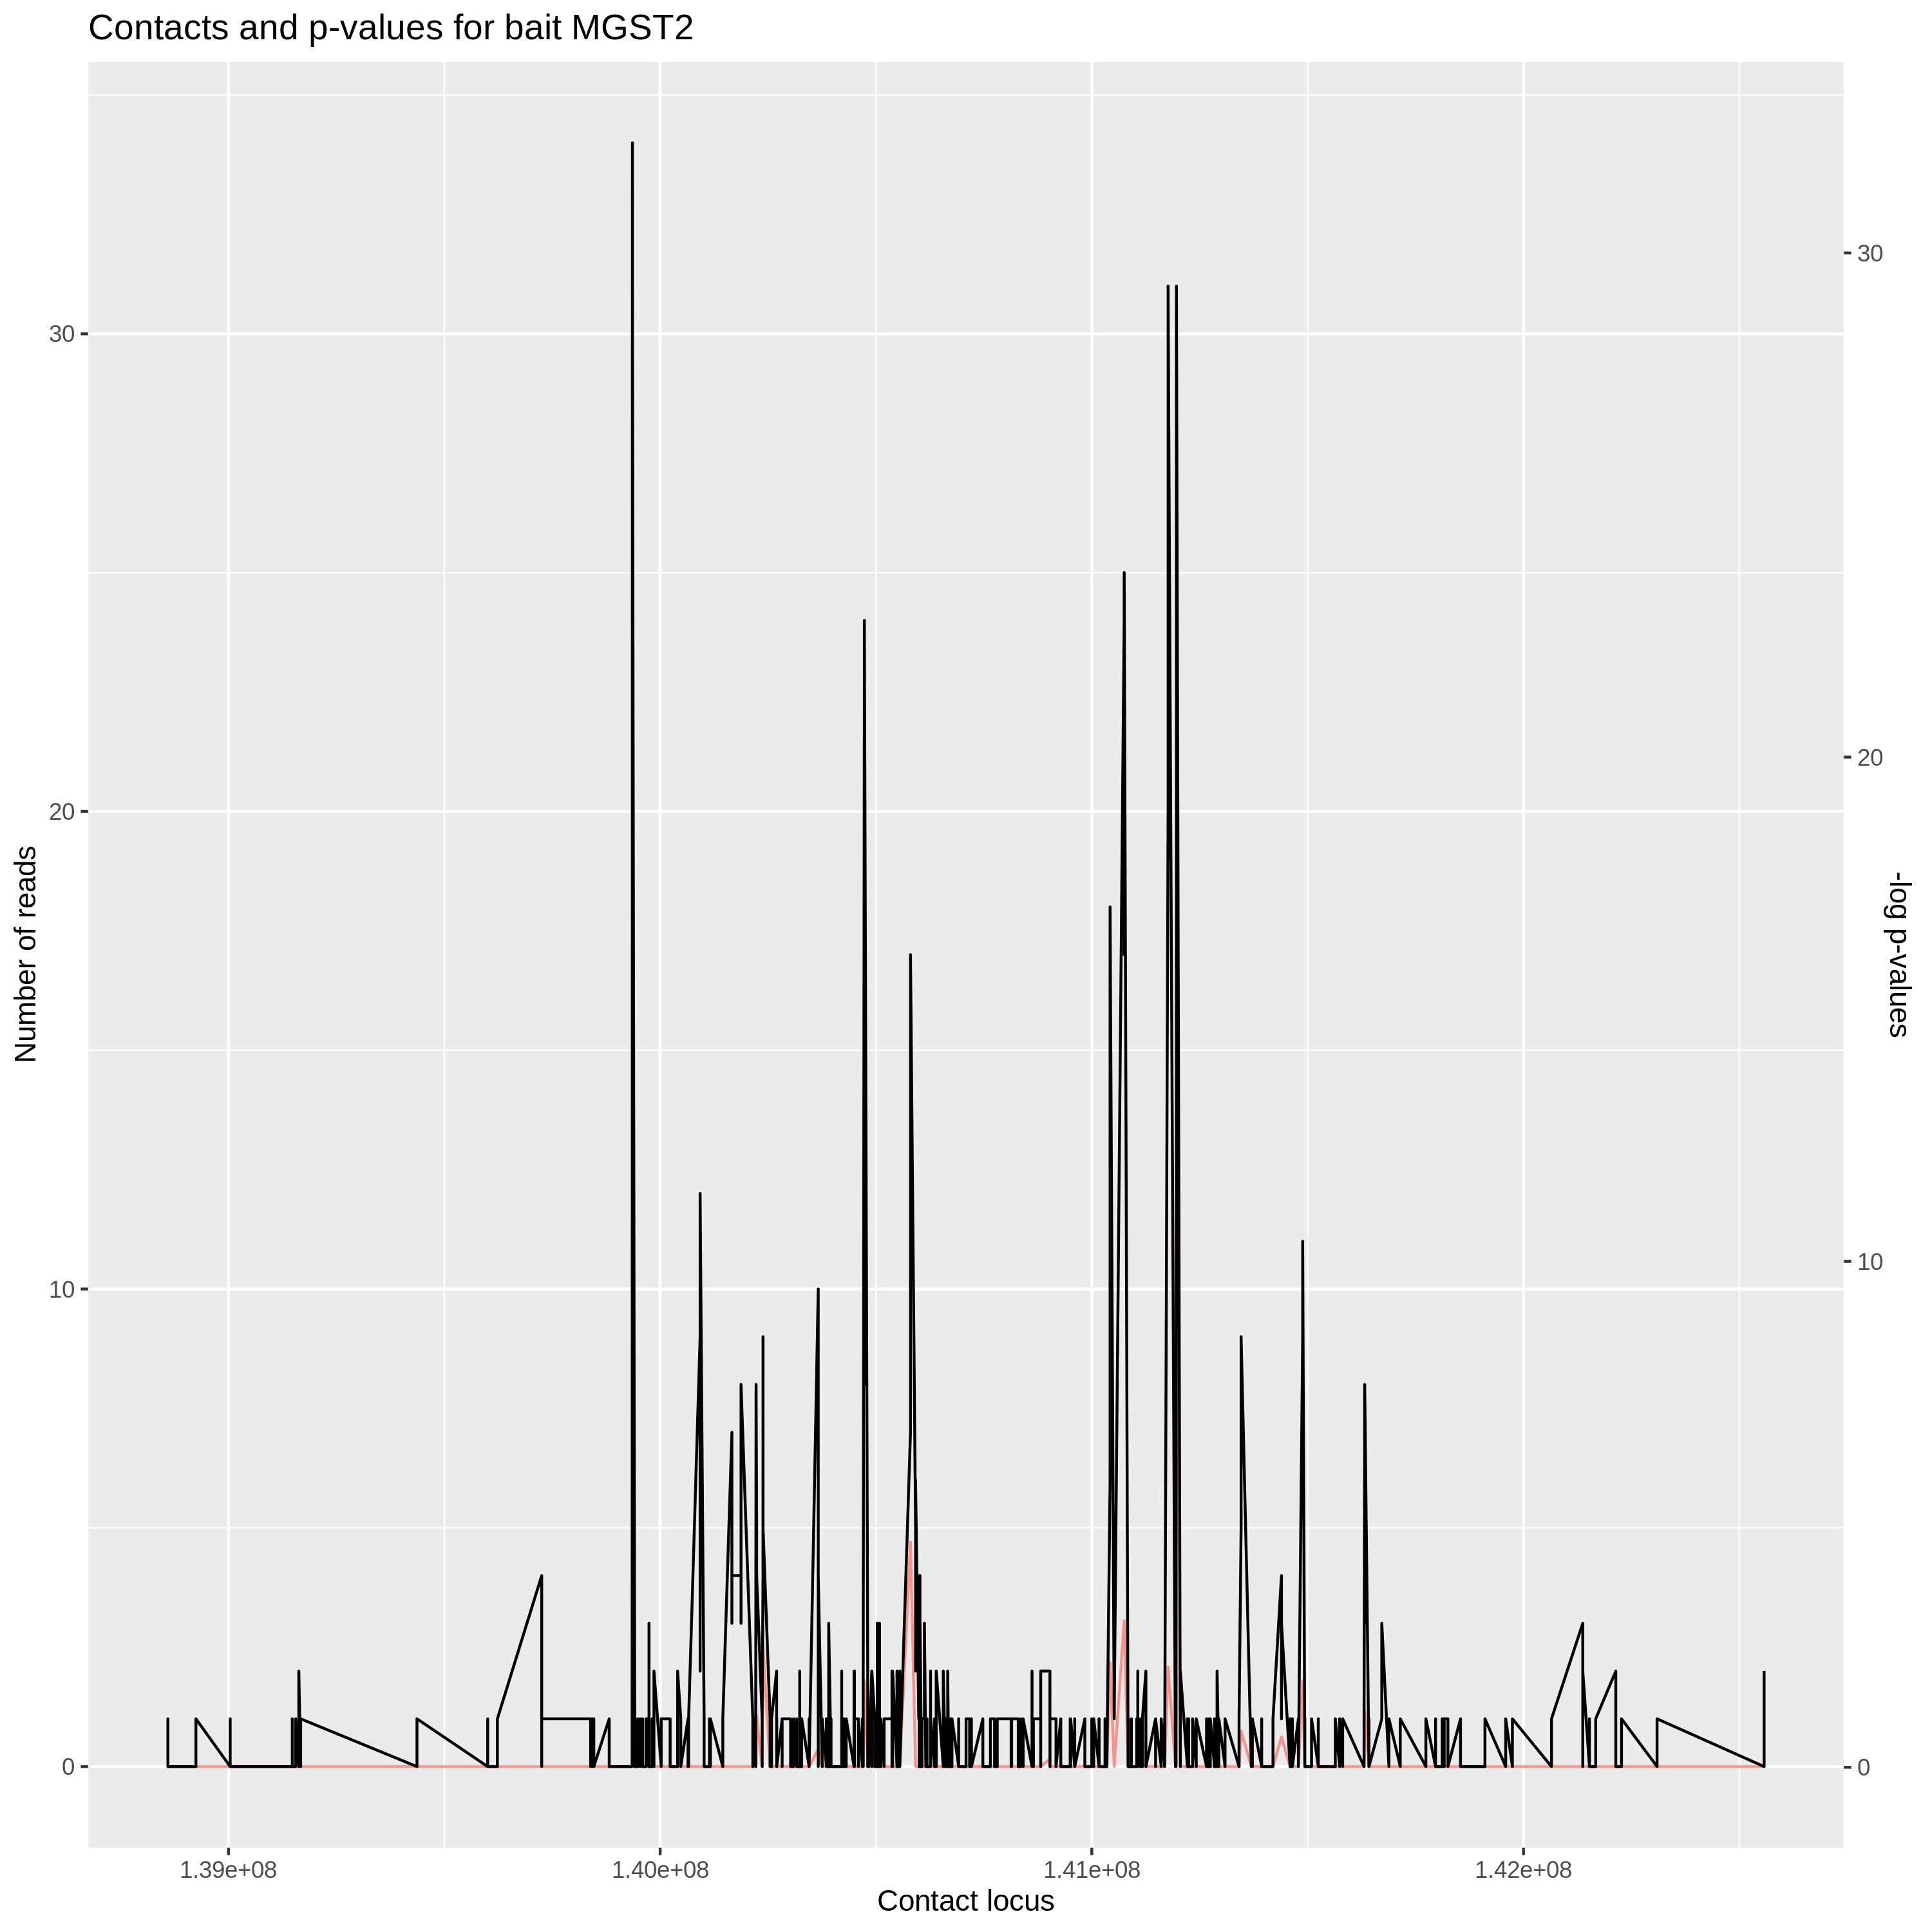 Contacts and p-values for bait MGST2
30
20
10
0
Number of reads
30
20
10
0
-log p-values
1.39e+08 1.40e+08 1.41e+08 1.42e+08
Contact locus